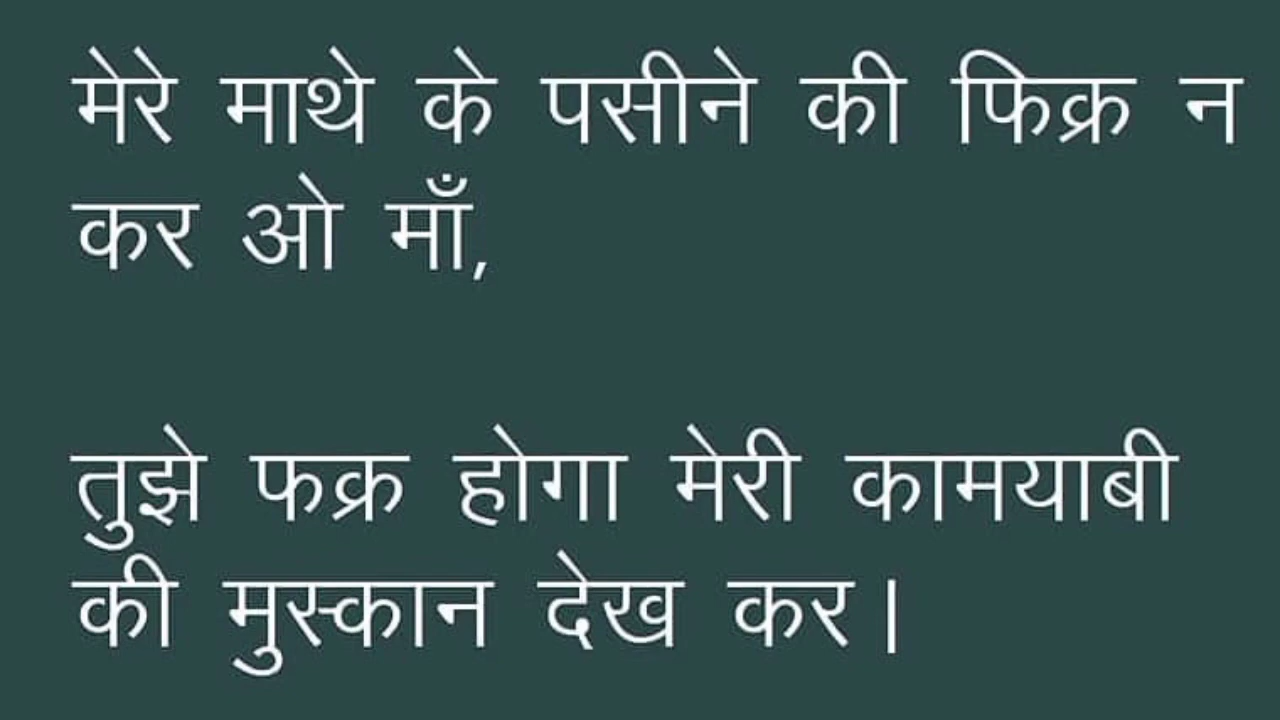 मेरे माथे के पसीने की फिक्र न
कर ओ माँ,
तुझे फक्र होगा मेरी कामयाबी
की मुस्कान देख कर।